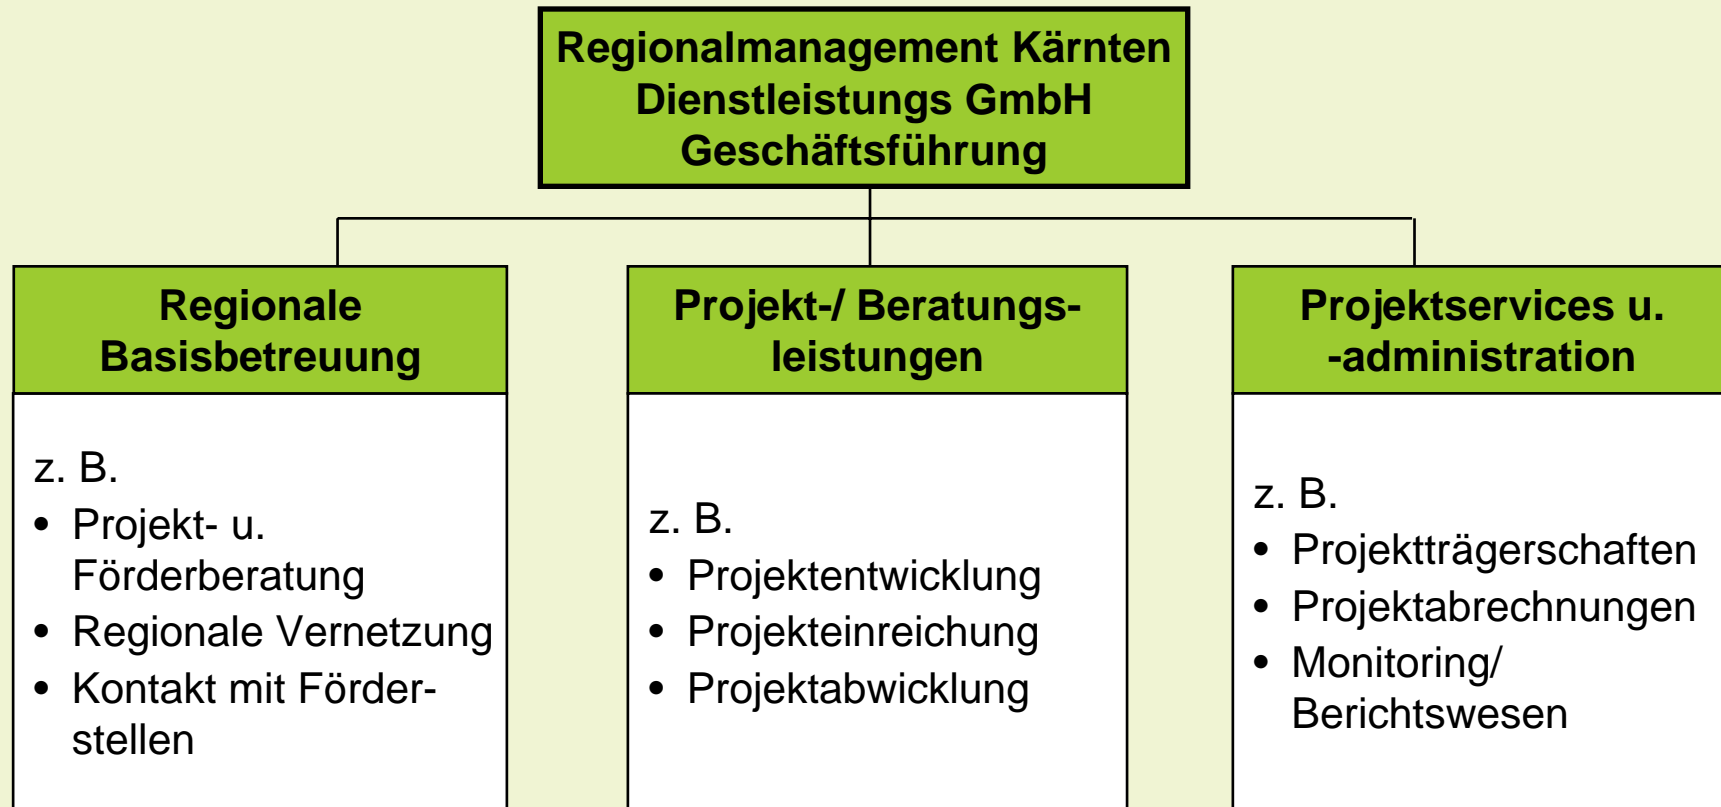 Regionalmanagement Kärnten
Dienstleistungs GmbH
Geschäftsführung
Regionale
Basisbetreuung
z. B.
• Projekt- u.
Förderberatung
• Regionale Vernetzung
• Kontakt mit Förder-
stellen
Projekt-/ Beratungs-
leistungen
z. B.
• Projektentwicklung
• Projekteinreichung
• Projektabwicklung
Projektservices u.
-administration
z. B.
• Projektträgerschaften
• Projektabrechnungen
• Monitoring/
Berichtswesen